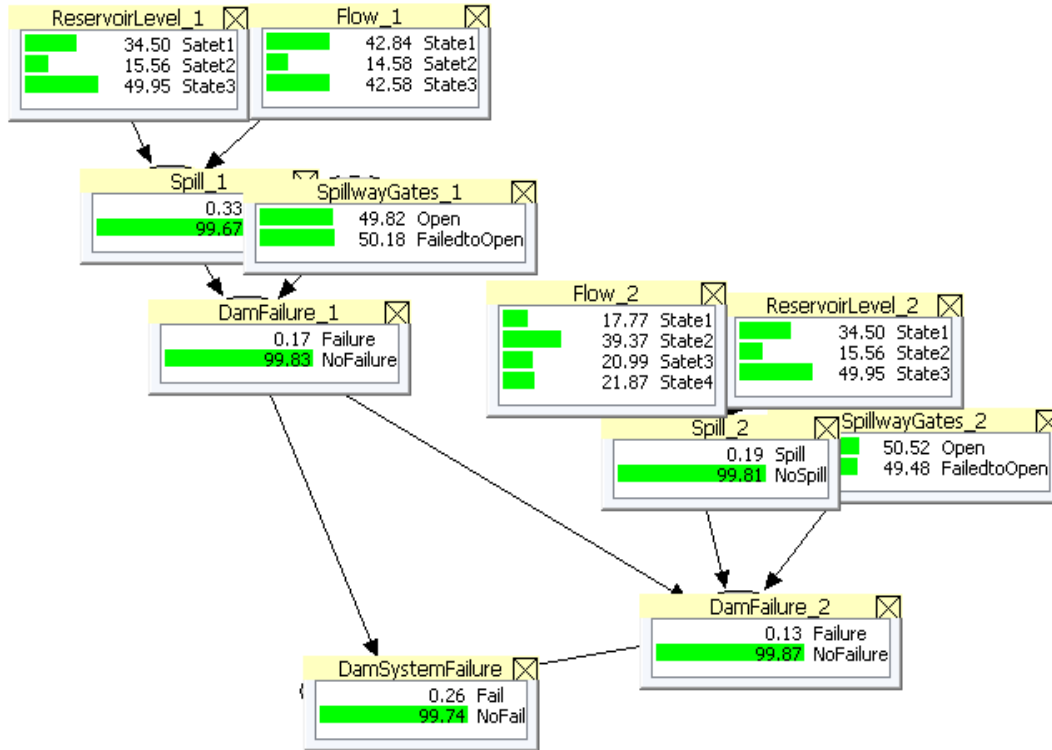 ReservoirLevel_1
34.50 Satet1
15.56 Satet2
49.95 State3
Flow_1
42.84 State1
14.58 Satet2
42.58 State3
Spill_1
0.33
99.67
SpillwayGates_1
49.82 Open
50.18 FailedtoOpen
DamFailure_1
0.17 Failure
99.83 NoFailure
Flow_2
17.77 State1
39.37 State2
20.99 Satet3
21.87 State4
ReservoirLevel_2
34.50 State1
15.56 State2
49.95 State3
Spill_2
0.19 Spill
99.81 NoSpill
SpillwayGates_2
50.52 Open
49.48 FailedtoOpen
DamFailure_2
0.13 Failure
99.87 NoFailure
DamSystemFailure
0.26 Fail
99.74 NoFail